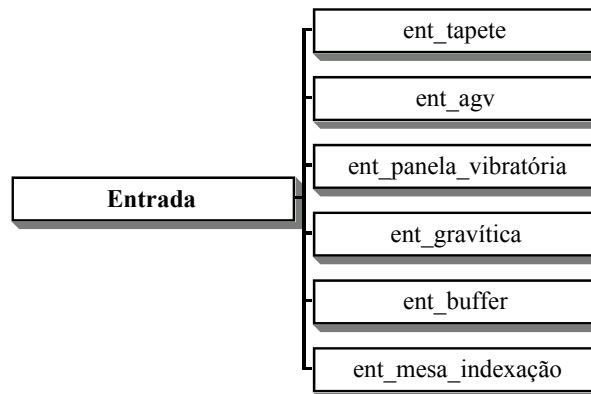 ent_tapete
ent_agv
ent_panela_vibratória
Entrada
ent_gravítica
ent_buffer
ent_mesa_indexação